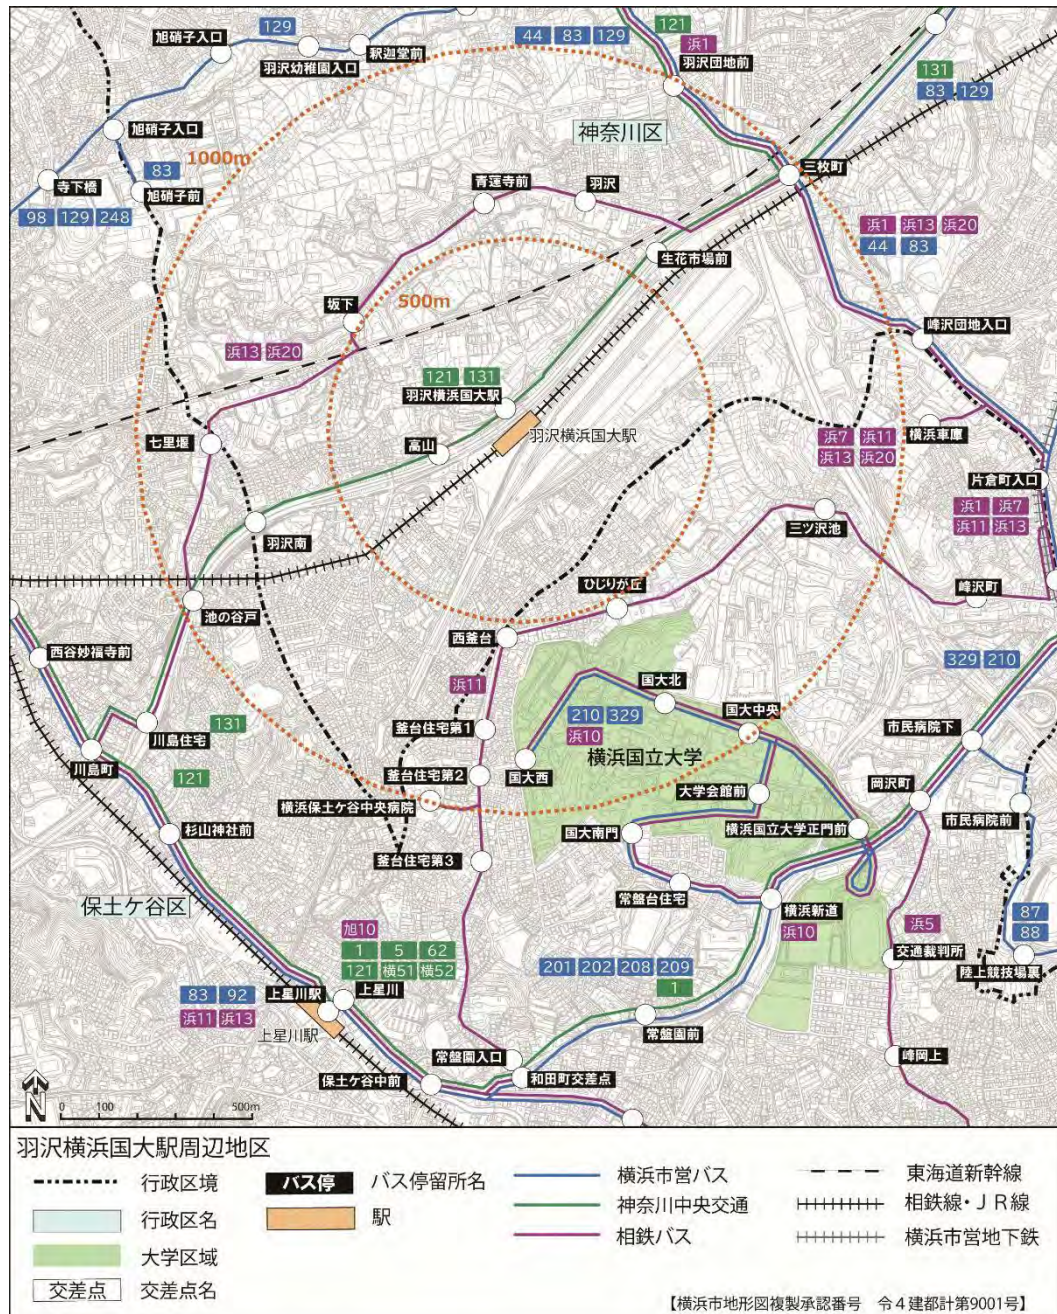 旭硝子入口
129
羽沢幼稚園入口
釈迦堂前
44 83 129
121
浜1
羽沢団地前
131
83 129
神奈川区
旭硝子入口
1000m
三枚町
寺下橋
83
旭硝子前
98 129 248
青蓮寺前
羽沢
浜1 浜13 浜20
44 83
生花市場前
500m
坂下
峰沢団地入口
浜13 浜20
121 131
羽沢横浜国大駅
羽沢横浜国大駅
七里堰
高山
浜7 浜11
浜13 浜20
横浜車庫
片倉町入口
浜1 浜7
浜11 浜13
三ツ沢池
羽沢南
ひじりが丘
峰沢町
池の谷戸
西釜台
西谷妙福寺前
329 210
浜11
国大北
210 329
浜10
国大中央
川島住宅
131
釜台住宅第1
市民病院下
川島町
横浜国立大学
121
釜台住宅第2
国大西
大学会館前
岡沢町
横浜保土ケ谷中央病院
市民病院前
杉山神社前
国大南門
横浜国立大学正門前
釜台住宅第3
保土ケ谷区
常盤台住宅
横浜新道
浜10
浜5
87
88
旭10
1 5 62
121 横51 横52
交通裁判所
陸上競技場裏
201 202 208 209
1
83 92
浜11 浜13
上星川駅
上星川
上星川駅
常盤園前
常盤園入口
峰岡上
保土ケ谷中前
和田町交差点
N
0 100 500m
羽沢横浜国大駅周辺地区
行政区境
バス停 バス停留所名
横浜市営バス
東海道新幹線
行政区名
駅
神奈川中央交通
相鉄線・JR線
大学区域
相鉄バス
横浜市営地下鉄
交差点 交差点名
【横浜市地形図複製承認番号 令4建都計第9001号】